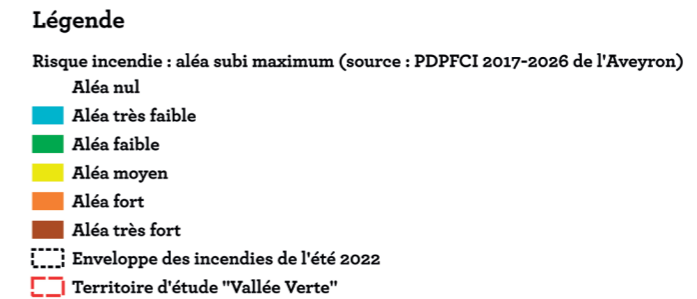 Légende
Risque incendie : aléa subi maximum (source : PDPFCI 2017-2026 de l'Aveyron)
Aléa nul
Aléa très faible
Aléa faible
Aléa moyen
Aléa fort
Aléa très fort
Enveloppe des incendies de l'été 2022
Territoire d'étude "Vallée Verte"